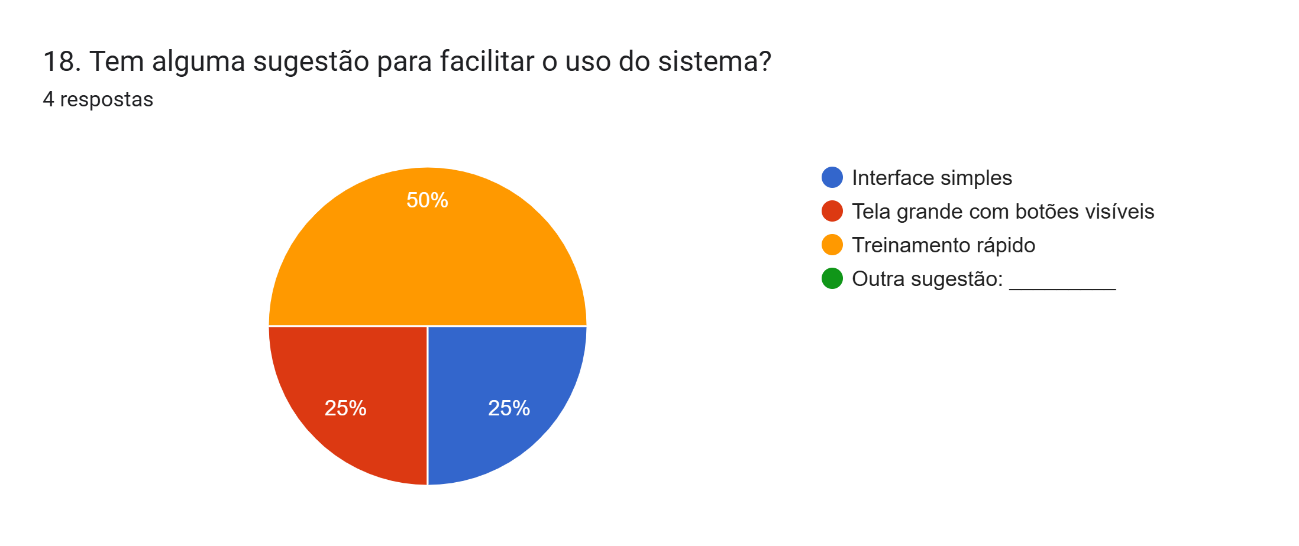 18. Tem alguma sugestão para facilitar o uso do sistema?
4 respostas
50%
25%
25%
Interface simples
Tela grande com botões visíveis
Treinamento rápido
Outra sugestão: _________